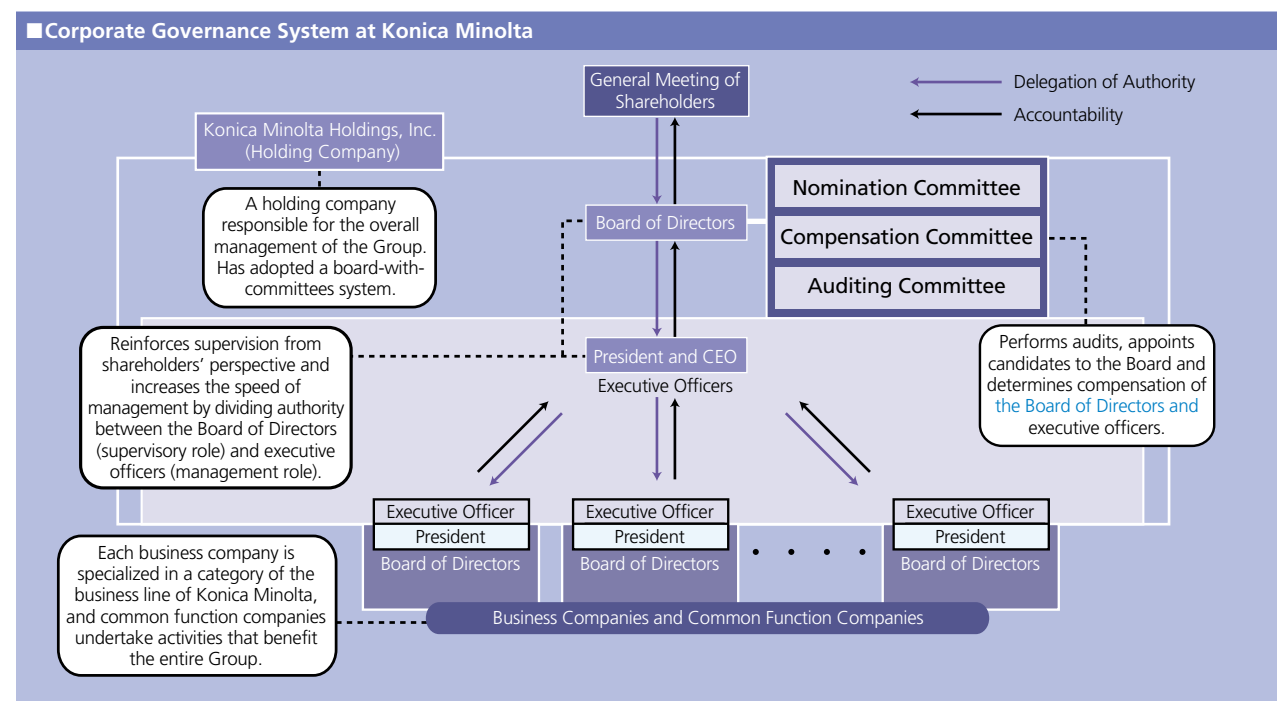 ■Corporate Governance System at Konica Minolta
General Meeting of
Shareholders
Delegation of Authority
Accountability
Konica Minolta Holdings, Inc.
(Holding Company)
A holding company
responsible for the overall
management of the Group.
Has adopted a board-with-
committees system.
Board of Directors
Nomination Committee
Compensation Committee
Auditing Committee
Reinforces supervision from
shareholders’ perspective and
increases the speed of
management by dividing authority
between the Board of Directors
(supervisory role) and executive
officers (management role).
President and CEO
Executive Officers
Performs audits, appoints
candidates to the Board and
determines compensation of
the Board of Directors and
executive officers.
Executive Officer
President
Board of Directors
Executive Officer
President
Board of Directors
. . . .
Executive Officer
President
Board of Directors
Each business company is
specialized in a category of the
business line of Konica Minolta,
and common function companies
undertake activities that benefit
the entire Group.
Business Companies and Common Function Companies